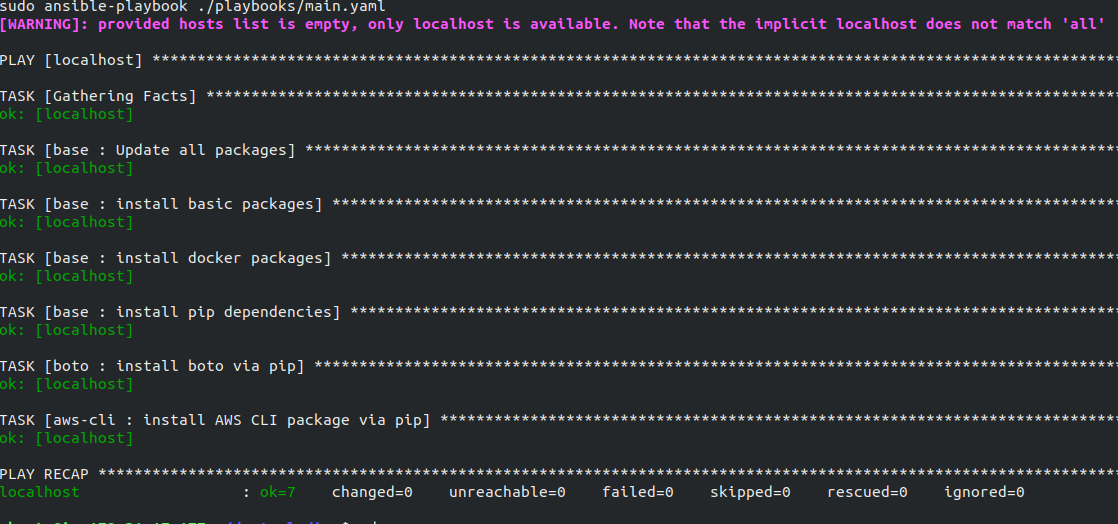 sudo ansible-playbook ./playbooks/main.yaml
[WARNING]: provided hosts list is empty, only localhost is available. Note that the implicit localhost does not match 'all'
PLAY [localhost] ****************************************************************************************************
TASK [Gathering Facts] **********************************************************************************************
ok: [localhost]
TASK [base : Update all packages] ***********************************************************************************
ok: [localhost]
TASK [base : install basic packages] ********************************************************************************
ok: [localhost]
TASK [base : install docker packages] *******************************************************************************
ok: [localhost]
TASK [base : install pip dependencies] ******************************************************************************
ok: [localhost]
TASK [boto : install boto via pip] **********************************************************************************
ok: [localhost]
TASK [aws-cli : install AWS CLI package via pip] ********************************************************************
ok: [localhost]
PLAY RECAP **********************************************************************************************************
localhost : ok=7 changed=0 unreachable=0 failed=0 skipped=0 rescued=0 ignored=0